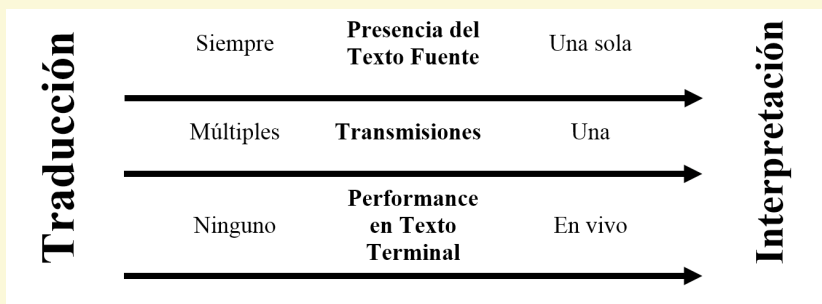 Traducción
Siempre
Presencia del
Texto Fuente
Una sola
Múltiples
Transmisiones
Una
Ninguno
Performance
en Texto
Terminal
En vivo
Interpretación